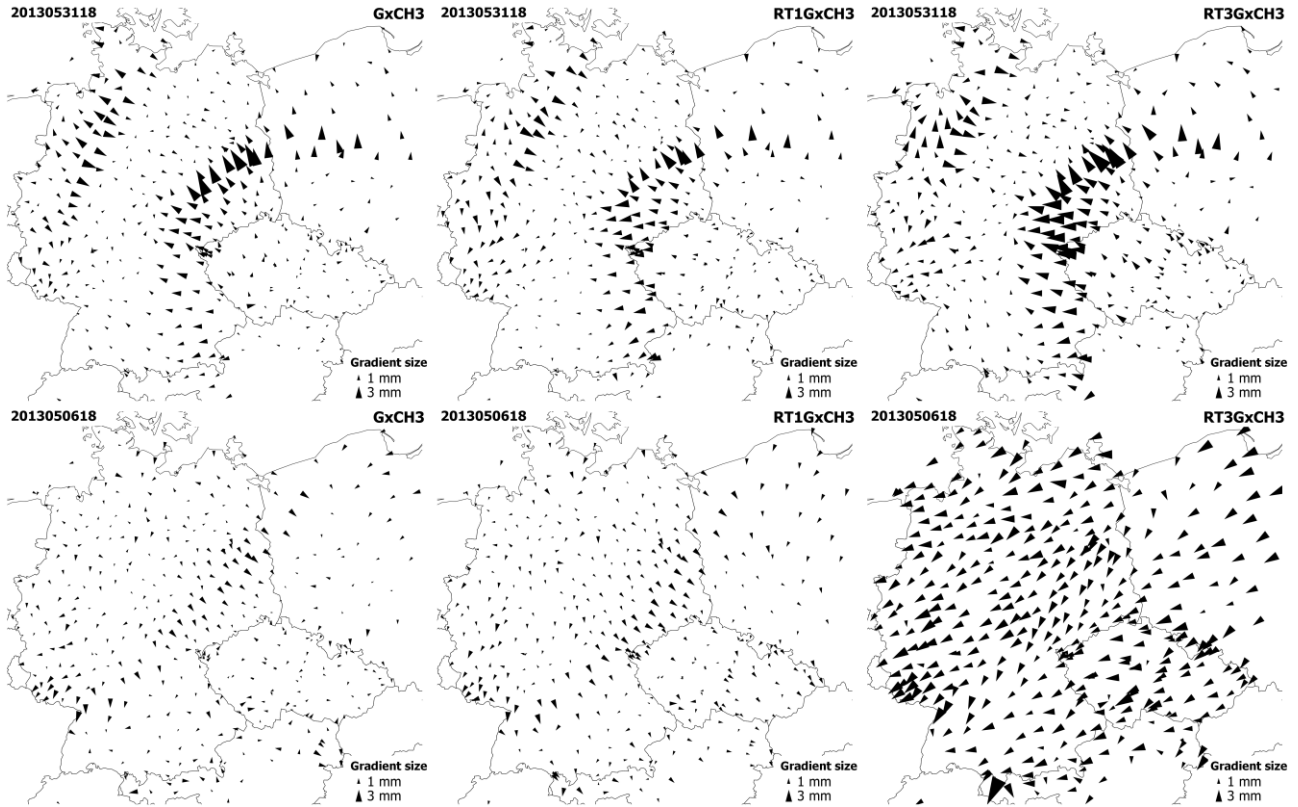 2013053118 GxCH3
Gradient size
1 mm
3 mm
2013053118 RT1GxCH3
Gradient size
1 mm
3 mm
2013053118 RT3GxCH3
Gradient size
1 mm
3 mm
2013050618 GxCH3
Gradient size
1 mm
3 mm
2013050618 RT1GxCH3
Gradient size
1 mm
3 mm
2013050618 RT3GxCH3
Gradient size
1 mm
3 mm